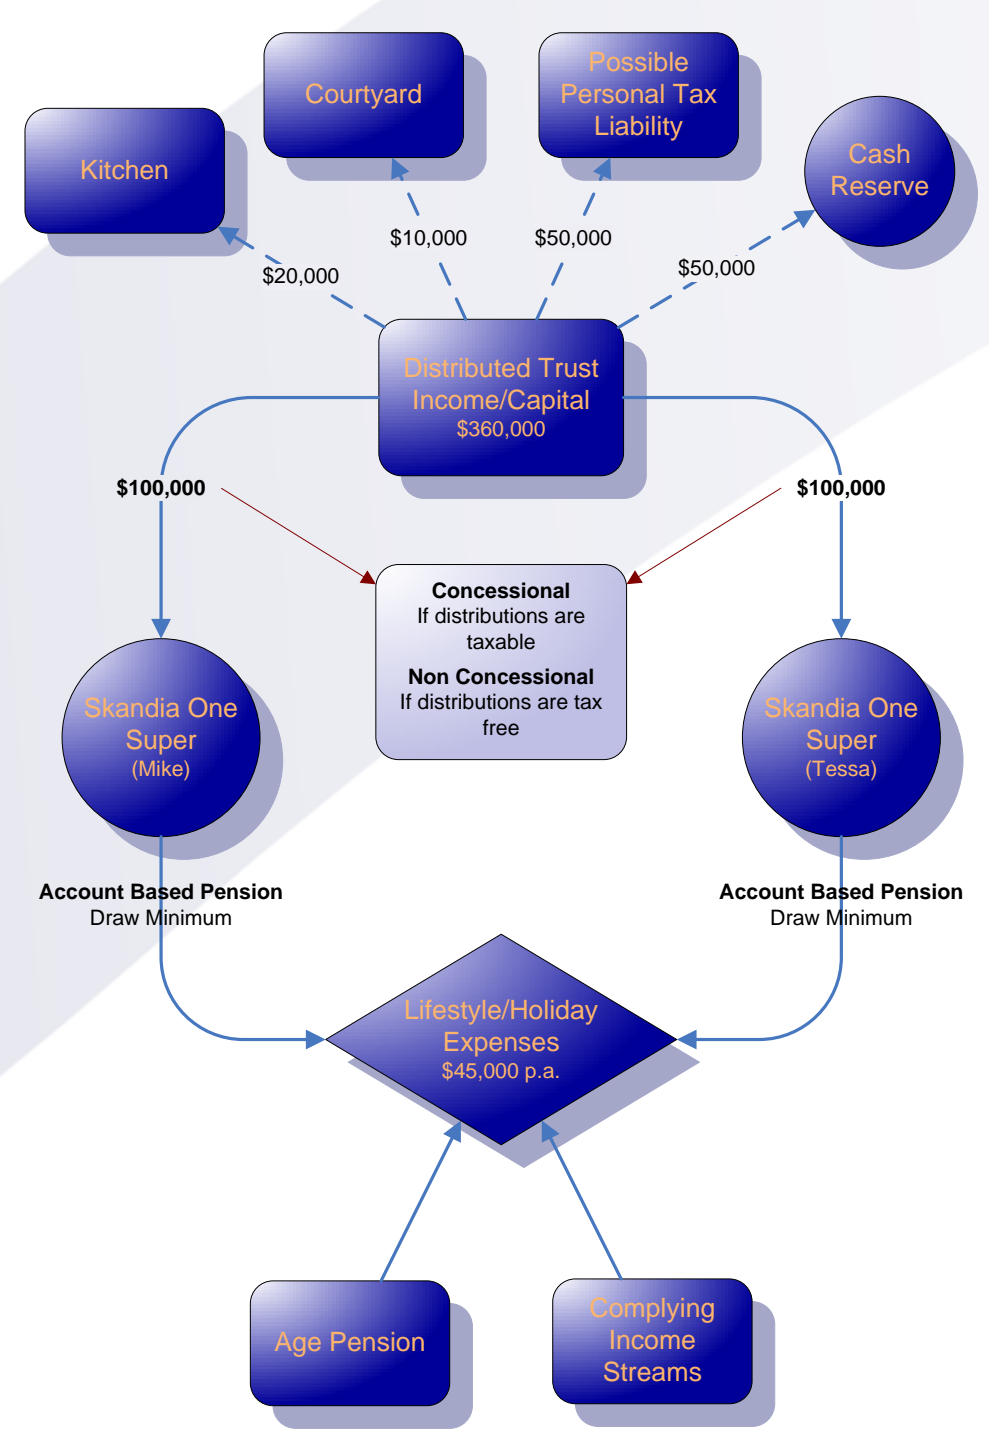 Courtyard
Possible
Personal Tax
Liability
Kitchen
Cash
Reserve
$10,000
$50,000
$20,000
$50,000
Distributed Trust
Income/Capital
$360,000
$100,000
$100,000
Concessional
If distributions are
taxable
Non Concessional
If distributions are tax
free
Skandia One
Super
(Mike)
Skandia One
Super
(Tessa)
Account Based Pension
Draw Minimum
Account Based Pension
Draw Minimum
Lifestyle/Holiday
Expenses
$45,000 p.a.
Age Pension
Complying
Income
Streams